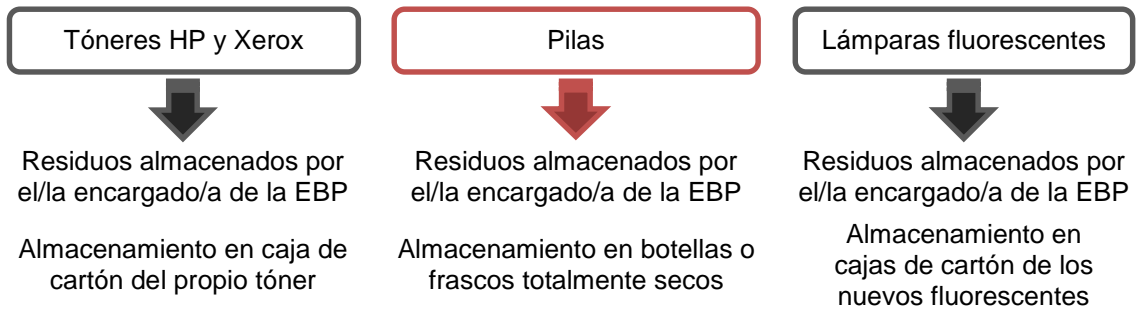 Tóneres HP y Xerox
Residuos almacenados por
el/la encargado/a de la EBP
Almacenamiento en caja de
cartón del propio tóner
Pilas
Residuos almacenados por
el/la encargado/a de la EBP
Almacenamiento en botellas o
frascos totalmente secos
Lámparas fluorescentes
Residuos almacenados por
el/la encargado/a de la EBP
Almacenamiento en
cajas de cartón de los
nuevos fluorescentes